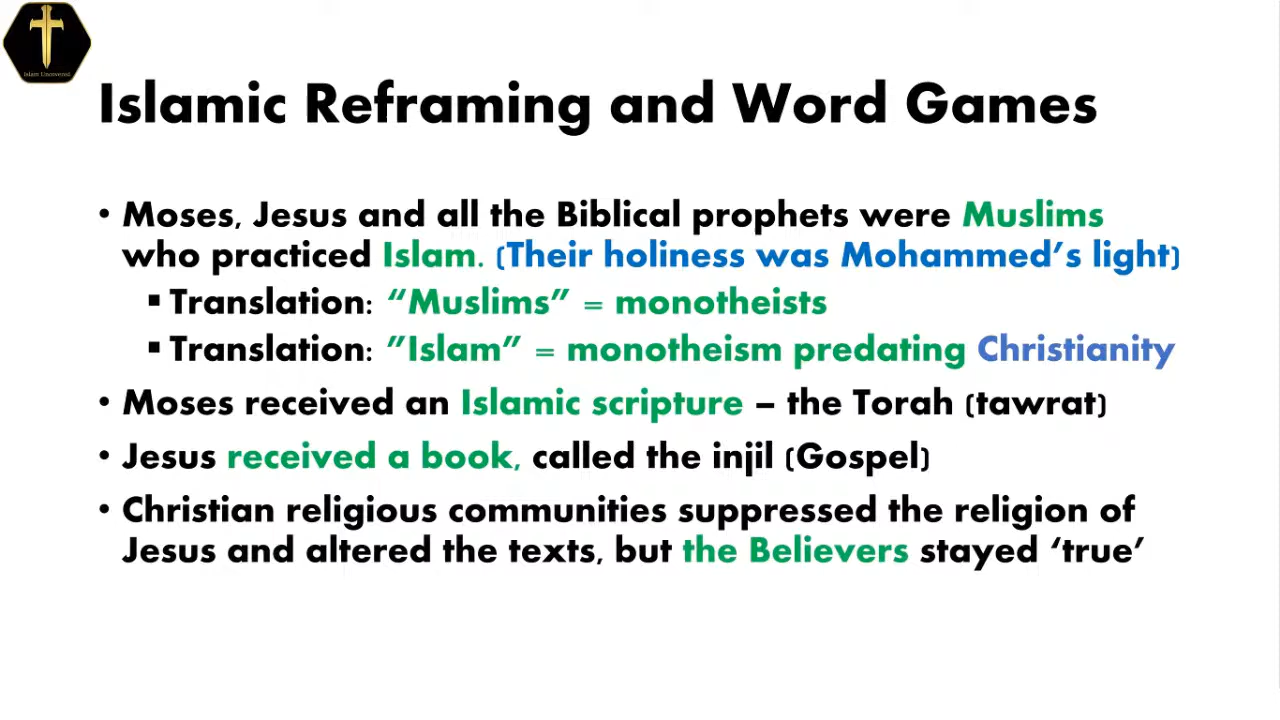 Islam Uncovered
Islamic Reframing and Word Games
• Moses, Jesus and all the Biblical prophets were Muslims
who practiced Islam. (Their holiness was Mohammed’s light)
▪ Translation: “Muslims” = monotheists
▪ Translation: ”Islam” = monotheism predating Christianity
• Moses received an Islamic scripture – the Torah (tawrat)
• Jesus received a book, called the injil (Gospel)
• Christian religious communities suppressed the religion of
Jesus and altered the texts, but the Believers stayed ‘true’